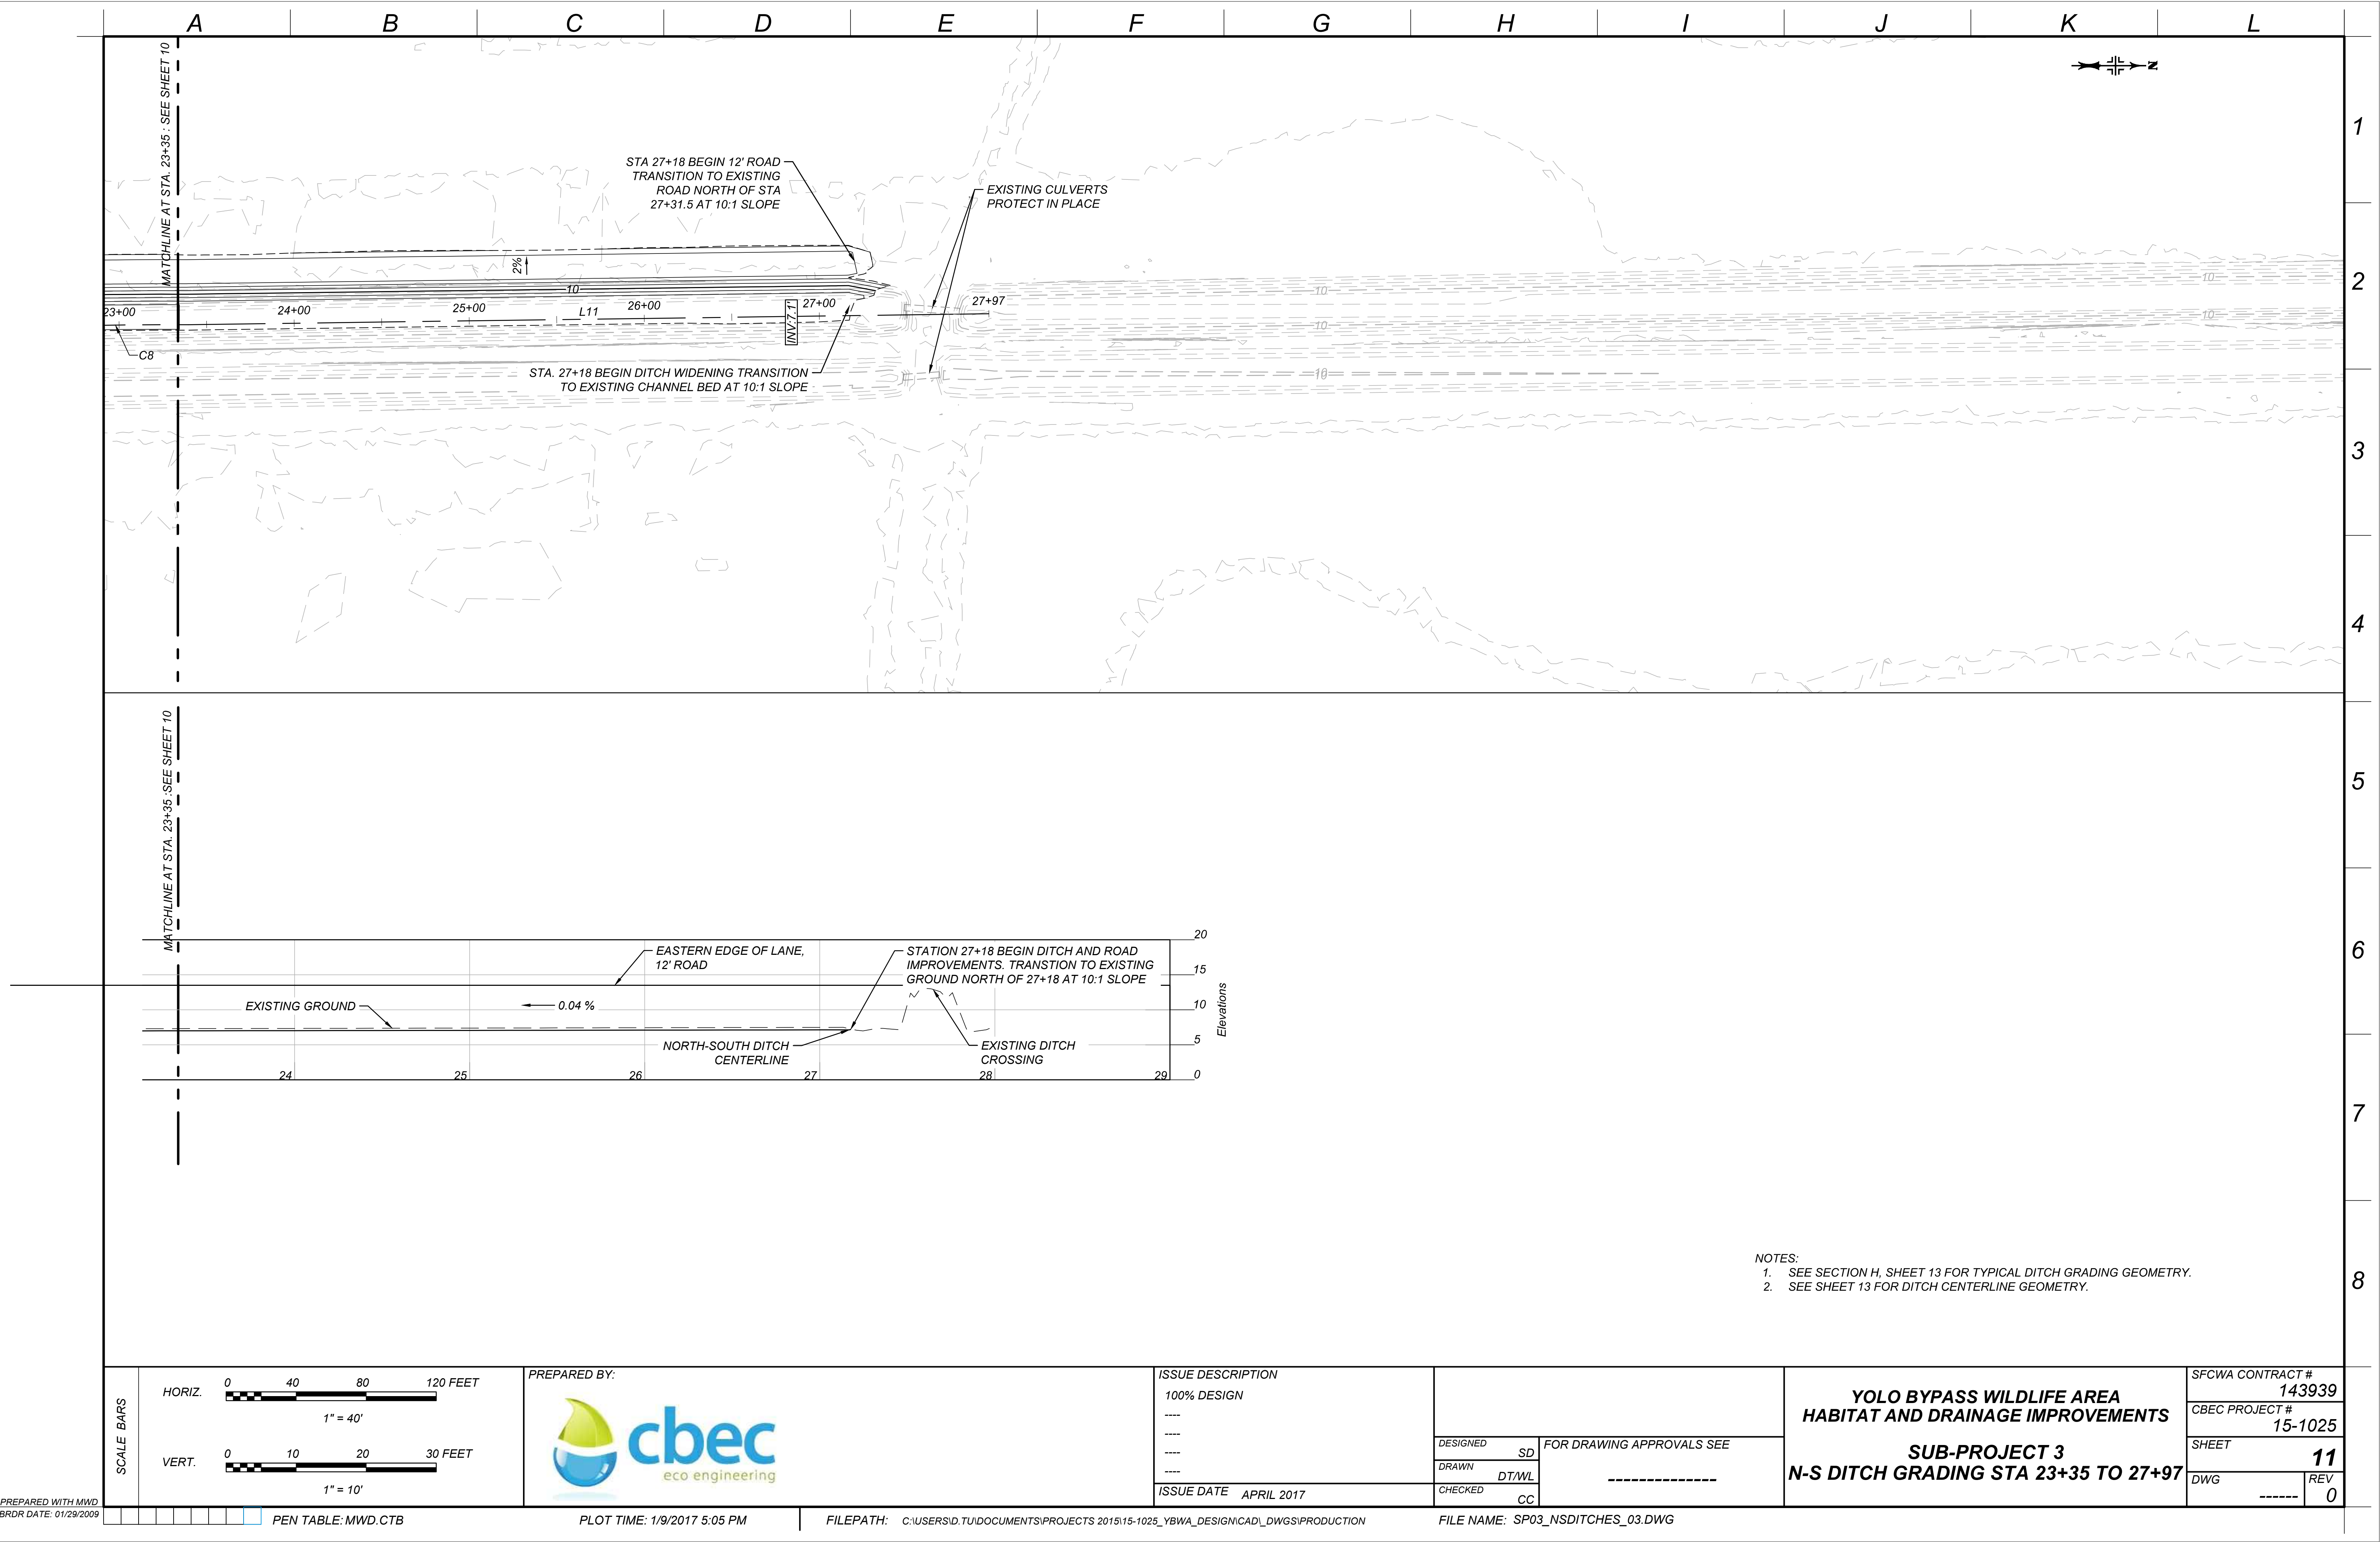 A B C D E F G H I J K L
MATCHLINE AT STA. 23+35 : SEE SHEET 10
N
1
STA 27+18 BEGIN 12' ROAD
TRANSITION TO EXISTING
ROAD NORTH OF STA
27+31.5 AT 10:1 SLOPE
EXISTING CULVERTS
PROTECT IN PLACE
2%
2
10
10
10
10
23+00
24+00
25+00
L11
26+00
INV.7.1'
27+00
27+97
10
10
C8
STA. 27+18 BEGIN DITCH WIDENING TRANSITION
TO EXISTING CHANNEL BED AT 10:1 SLOPE
10
3
4
MATCHLINE AT STA. 23+35 :SEE SHEET 10
5
6
EASTERN EDGE OF LANE,
12' ROAD
STATION 27+18 BEGIN DITCH AND ROAD
IMPROVEMENTS. TRANSTION TO EXISTING
GROUND NORTH OF 27+18 AT 10:1 SLOPE
20
15
10
5
0
Elevations
EXISTING GROUND
0.04 %
NORTH-SOUTH DITCH
CENTERLINE
EXISTING DITCH
CROSSING
24 25 26 27 28 29
7
NOTES:
1. SEE SECTION H, SHEET 13 FOR TYPICAL DITCH GRADING GEOMETRY.
2. SEE SHEET 13 FOR DITCH CENTERLINE GEOMETRY.
8
SCALE BARS
HORIZ.
0 40 80 120 FEET
1" = 40'
VERT.
0 10 20 30 FEET
1" = 10'
PREPARED BY:
cbec
eco engineering
ISSUE DESCRIPTION
100% DESIGN
----
----
----
----
ISSUE DATE APRIL 2017
DESIGNED SD
DRAWN DT/WL
CHECKED CC
FOR DRAWING APPROVALS SEE
--------------
YOLO BYPASS WILDLIFE AREA
HABITAT AND DRAINAGE IMPROVEMENTS
SUB-PROJECT 3
N-S DITCH GRADING STA 23+35 TO 27+97
SFCWA CONTRACT #
143939
CBEC PROJECT #
15-1025
SHEET
11
DWG
------
REV
0
PREPARED WITH MWD
BRDR DATE: 01/29/2009
PEN TABLE: MWD.CTB
PLOT TIME: 1/9/2017 5:05 PM
FILEPATH: C:\USERS\D.TU\DOCUMENTS\PROJECTS 2015\15-1025_YBWA_DESIGN\CAD\_DWGS\PRODUCTION
FILE NAME: SP03_NSDITCHES_03.DWG